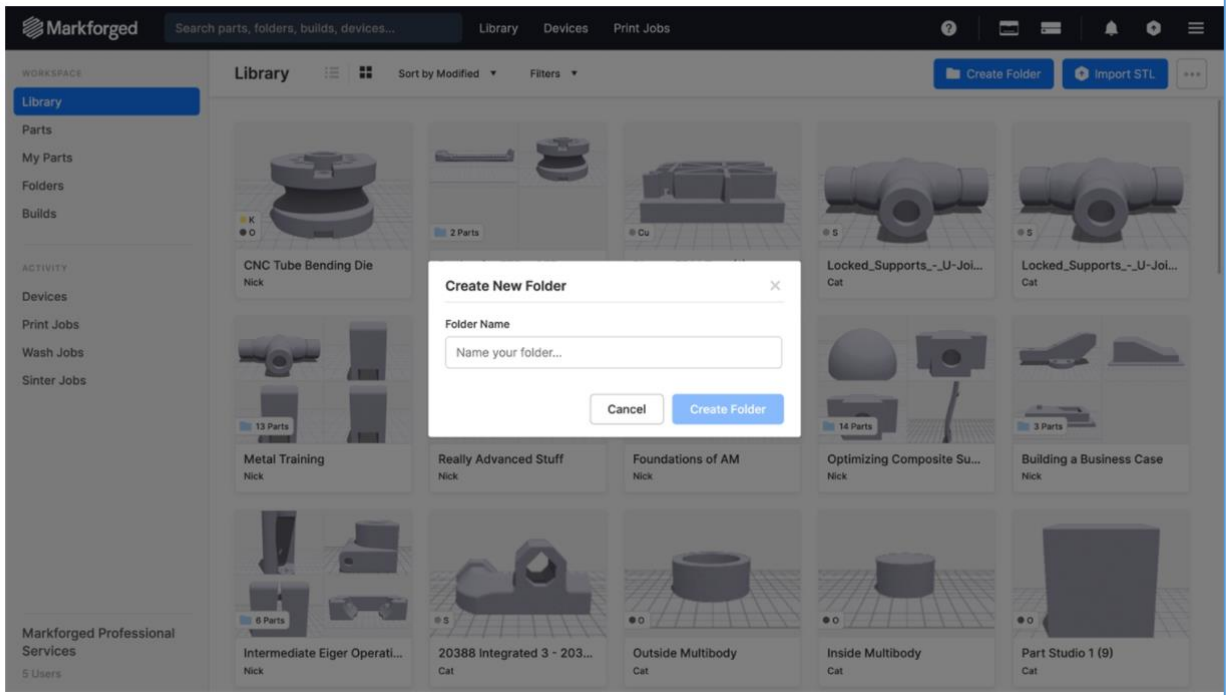 Markforged
Search parts, folders, builds, devices...
Library
Devices
Print Jobs
WORKSPACE
Library
Parts
My Parts
Folders
Builds
ACTIVITY
Devices
Print Jobs
Wash Jobs
Sinter Jobs
Markforged Professional
Services
5 Users
Library
Sort by Modified
Filters
Create Folder
Import STL
K
O
CNC Tube Bending Die
Nick
2 Parts
Cu
S
Locked_Supports_-_U-Joi...
Cat
S
Locked_Supports_-_U-Joi...
Cat
Create New Folder
Folder Name
Name your folder...
Cancel
Create Folder
13 Parts
Metal Training
Nick
Really Advanced Stuff
Nick
Foundations of AM
Nick
14 Parts
Optimizing Composite Su...
Nick
3 Parts
Building a Business Case
Nick
6 Parts
Intermediate Eiger Operati...
Nick
S
20388 Integrated 3 - 203...
Cat
O
Outside Multibody
Cat
O
Inside Multibody
Cat
O
Part Studio 1 (9)
Cat